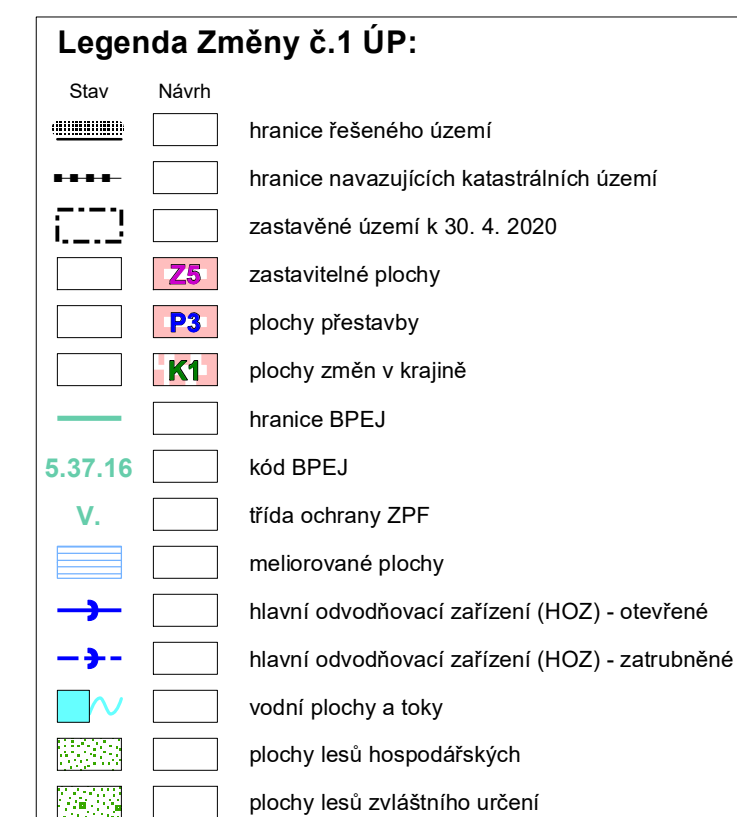 Legenda Změny č.1 ÚP:
Stav Návrh
hranice řešeného území
hranice navazujících katastrálních území
zastavěné území k 30. 4. 2020
Z5 zastavitelné plochy
P3 plochy přestavby
K1 plochy změn v krajině
hranice BPEJ
5.37.16 kód BPEJ
V. třída ochrany ZPF
meliorované plochy
hlavní odvodňovací zařízení (HOZ) - otevřené
hlavní odvodňovací zařízení (HOZ) - zatrubněné
vodní plochy a toky
plochy lesů hospodářských
plochy lesů zvláštního určení